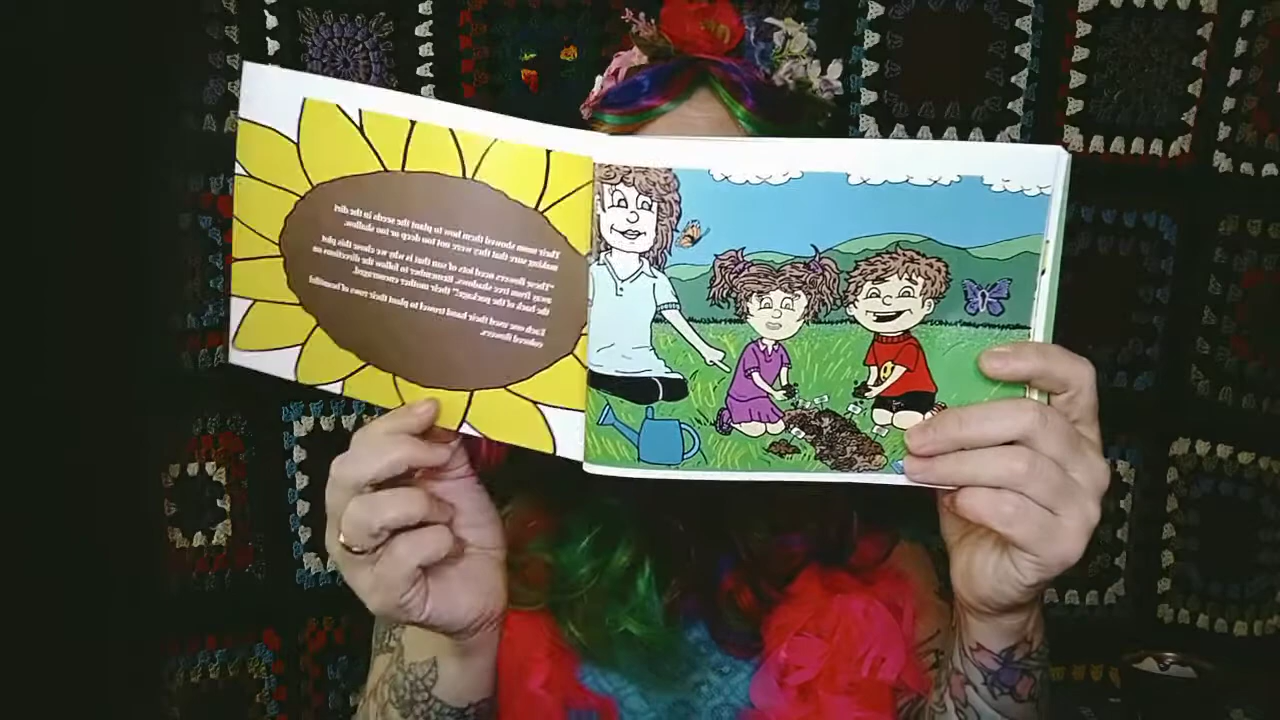 Their mom showed them how to plant the seeds in the dirt
making sure that they were not too deep or too shallow.
"These flowers need lots of sun that is why we chose this plot
away from tree shadows. Remember to follow the directions on
the back of the package!" their mother encouraged.
Each one used their hand trowel to plant their rows of beautiful
colored flowers.